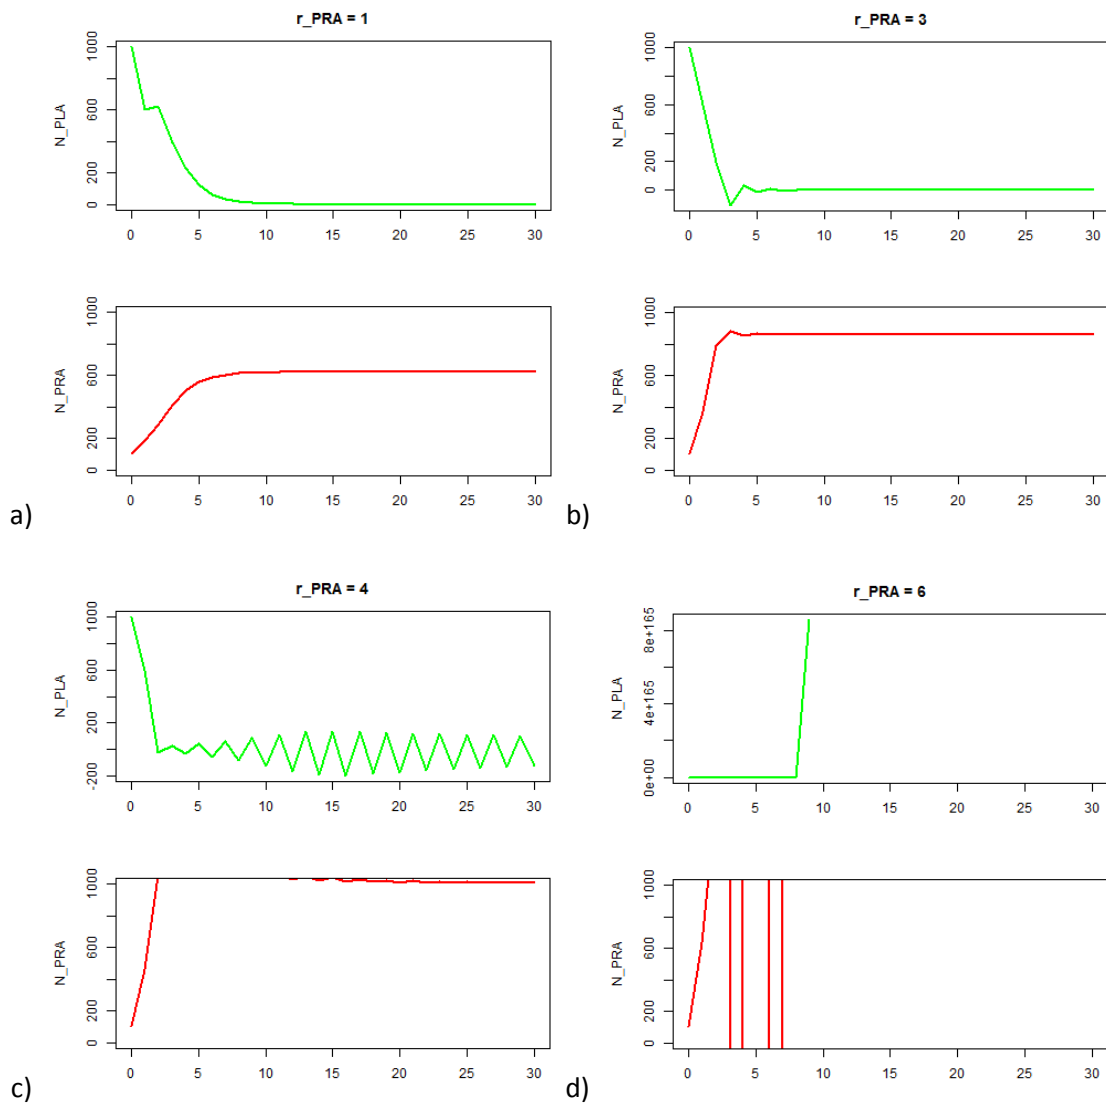 r_PRA = 1
N_PLA
0 200 600 1000
0 5 10 15 20 25 30
N_PRA
0 200 600 1000
0 5 10 15 20 25 30
a)
r_PRA = 3
N_PLA
0 200 600 1000
0 5 10 15 20 25 30
N_PRA
0 200 600 1000
0 5 10 15 20 25 30
b)
r_PRA = 4
N_PLA
-200 200 600 1000
0 5 10 15 20 25 30
N_PRA
0 200 600 1000
0 5 10 15 20 25 30
c)
r_PRA = 6
N_PLA
0e+00 4e+165 8e+165
0 5 10 15 20 25 30
N_PRA
0 200 600 1000
0 5 10 15 20 25 30
d)